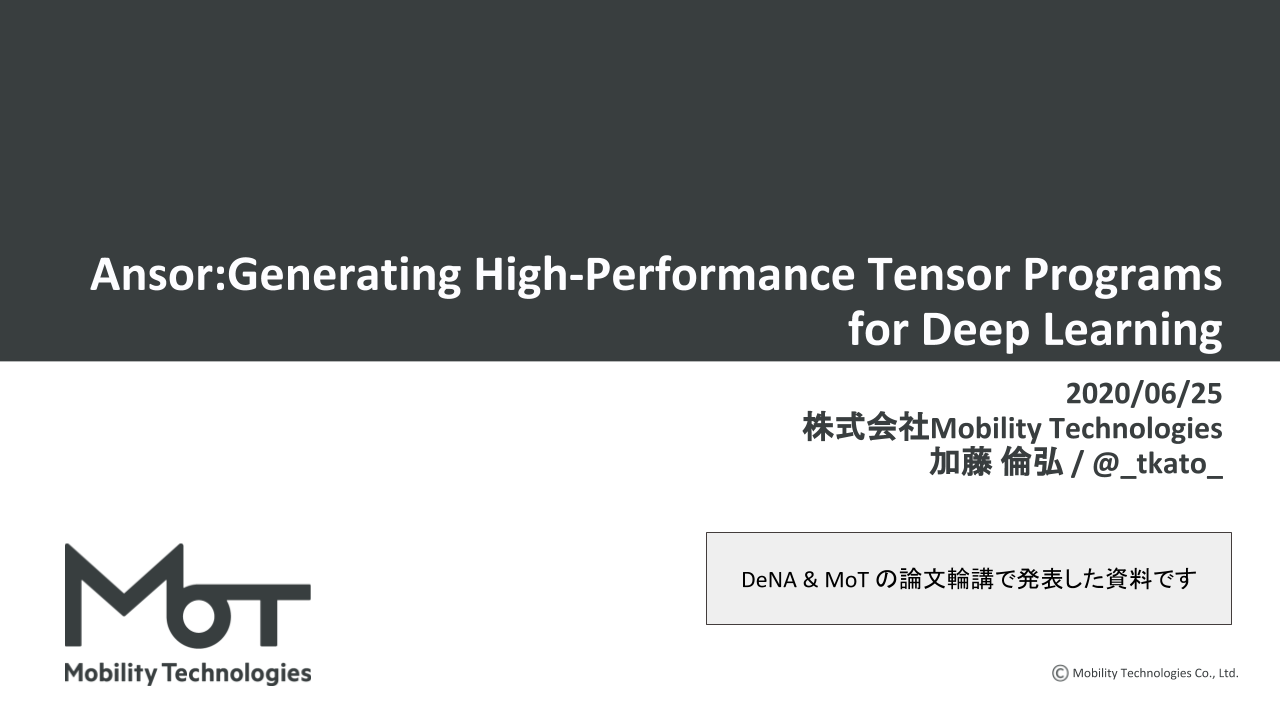 Ansor:Generating High-Performance Tensor Programs
for Deep Learning
2020/06/25
株式会社Mobility Technologies
加藤 倫弘 / @_tkato_
DeNA & MoT の論文輪講で発表した資料です
MoT
Mobility Technologies
© Mobility Technologies Co., Ltd.